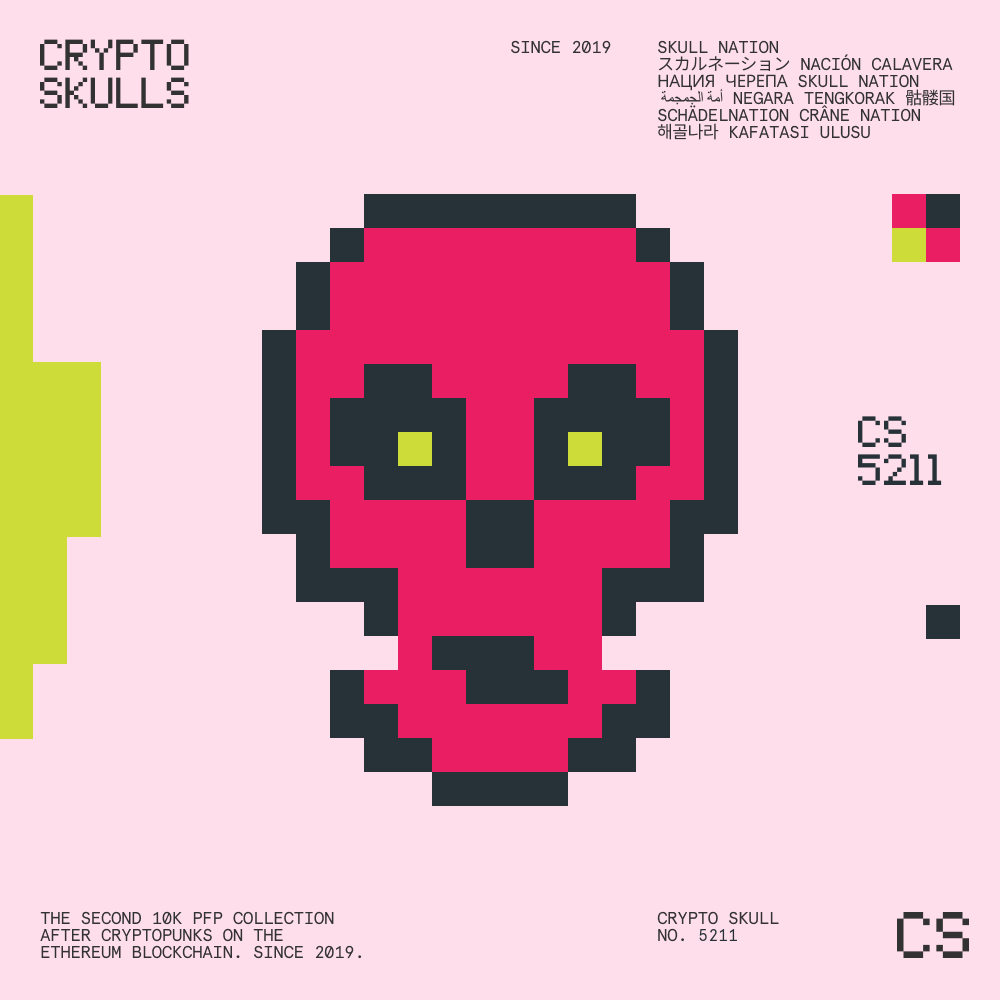 CRYPTO
SKULLS
SINCE 2019
SKULL NATION
スカルネーション NACIÓN CALAVERA
НАЦИЯ ЧЕРЕПА SKULL NATION
أمة الجمجمة NEGARA TENGKORAK 骷髅国
SCHÄDELNATION CRÂNE NATION
해골나라 KAFATASI ULUSU
CS
5211
THE SECOND 10K PFP COLLECTION
AFTER CRYPTOPUNKS ON THE
ETHEREUM BLOCKCHAIN. SINCE 2019.
CRYPTO SKULL
NO. 5211
CS